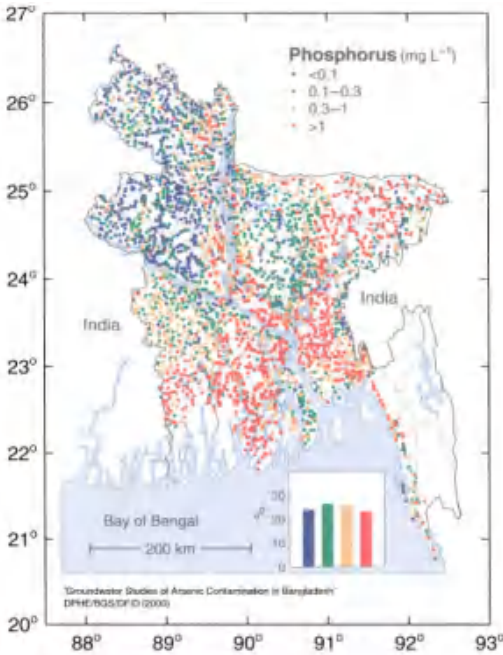 27°
Phosphorus (mg L⁻¹)
<0.1
0.1–0.3
0.3–1
>1
26°
25°
24°
India
India
23°
22°
30
%
20
10
0
Bay of Bengal
200 km
21°
'Groundwater Studies of Arsenic Contamination in Bangladesh'
DPHE/BGS/DFID (2000)
20°
88° 89° 90° 91° 92° 93°